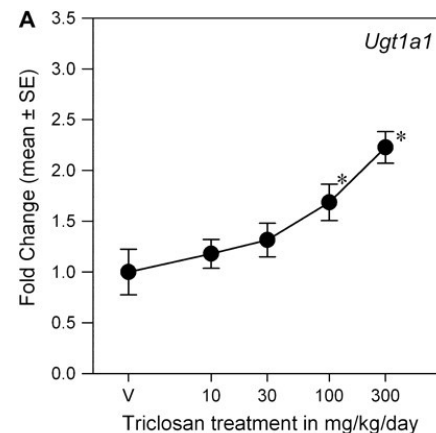 A
Ugt1a1
3.5
3.0
2.5
2.0
1.5
1.0
0.5
0.0
Fold Change (mean ± SE)
*
*
V 10 30 100 300
Triclosan treatment in mg/kg/day